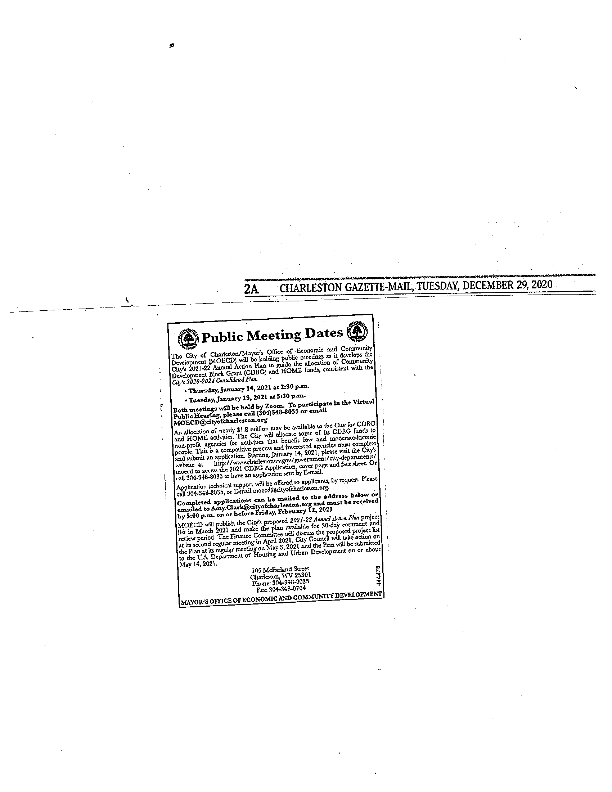 2A CHARLESTON GAZETTE-MAIL, TUESDAY, DECEMBER 29, 2020
Public Meeting Dates
The City of Charleston/Mayor's Office of Economic and Community
Development (MOECD) will be holding public meetings as it develops the
City's 2021-22 Annual Action Plan to guide the allocation of Community
Development Block Grant (CDBG) and HOME funds, consistent with the
City's 2020-2024 Consolidated Plan.
• Thursday, January 14, 2021 at 2:30 p.m.
• Tuesday, January 19, 2021 at 5:30 p.m.
Both meetings will be held by Zoom. To participate in the Virtual
Public Hearing, please call (304)348-8035 or email
MOECD@cityofcharleston.org
An allocation of nearly $1.8 million may be available to the City for CDBG
and HOME activities. The City will allocate some of its CDBG funds to
non-profit agencies for activities that benefit low and moderate-income
people. This is a competitive process and interested agencies must complete
and submit an application. Starting January 14, 2021, please visit the City's
website at http://www.charlestonwv.gov/government/city-departments/
moecd to access the 2021 CDBG Application, cover page and fact sheet. Or
call 304-348-8035 to have an application sent by E-mail.
Application technical support will be offered to applicants, by request. Please
call 304-348-8035, or E-mail moecd@cityofcharleston.org
Completed applications can be mailed to the address below or
emailed to Amy.Clark@cityofcharleston.org and must be received
by 5:00 p.m. on or before Friday, February 12, 2021
MOECD will publish the City's proposed 2021-22 Annual Action Plan project
list in March 2021 and make the plan available for 30-day comment and
review period. The Finance Committee will discuss the proposed project list
at its second regular meeting in April 2021, City Council will take action on
the Plan at its regular meeting on May 3, 2021 and the Plan will be submitted
to the U.S. Department of Housing and Urban Development on or about
May 14, 2021.
105 McFarland Street
Charleston, WV 25301
Phone: 304-348-8035
Fax: 304-348-0704
MAYOR'S OFFICE OF ECONOMIC AND COMMUNITY DEVELOPMENT